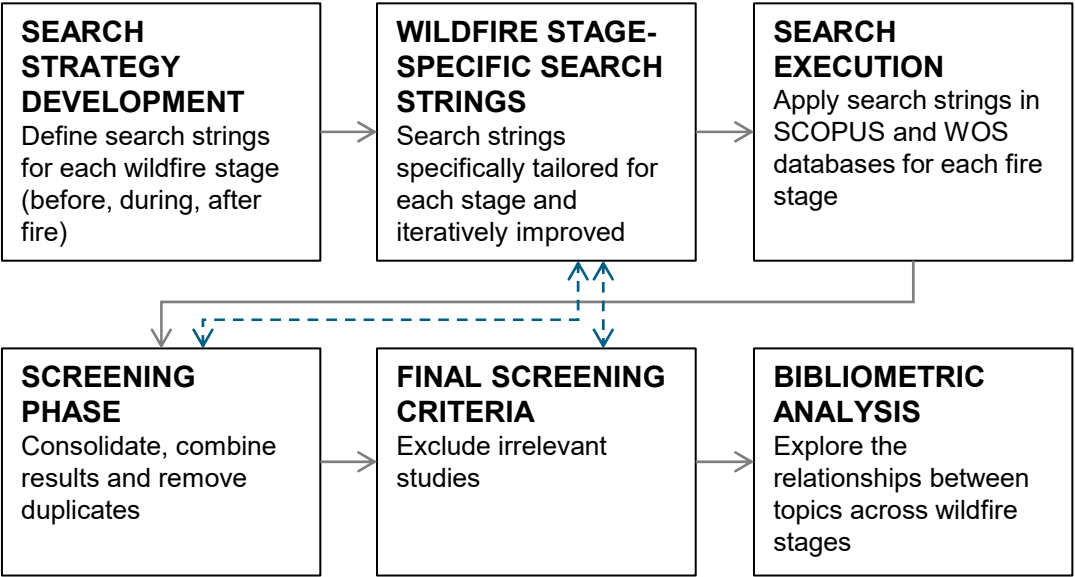 SEARCH
STRATEGY
DEVELOPMENT
Define search strings
for each wildfire stage
(before, during, after
fire)
WILDFIRE STAGE-
SPECIFIC SEARCH
STRINGS
Search strings
specifically tailored for
each stage and
iteratively improved
SEARCH
EXECUTION
Apply search strings in
SCOPUS and WOS
databases for each fire
stage
SCREENING
PHASE
Consolidate, combine
results and remove
duplicates
FINAL SCREENING
CRITERIA
Exclude irrelevant
studies
BIBLIOMETRIC
ANALYSIS
Explore the
relationships between
topics across wildfire
stages